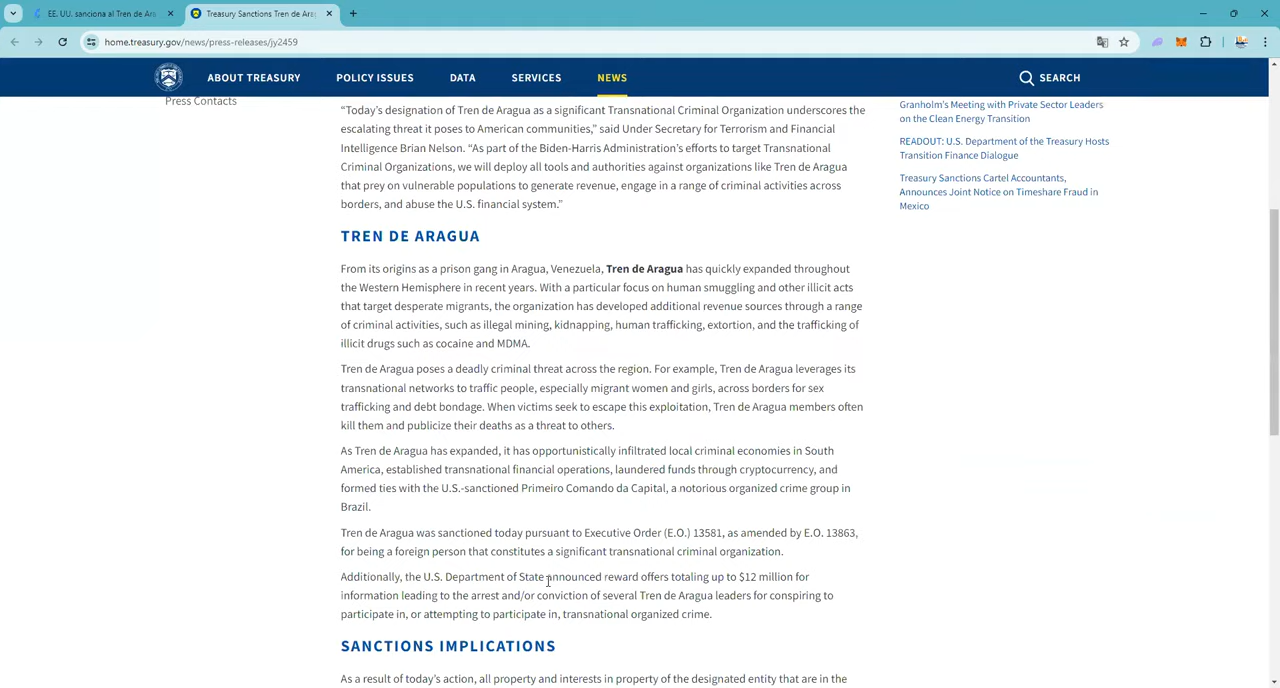 EE. UU. sanciona al Tren de Ara
Treasury Sanctions Tren de Ara
home.treasury.gov/news/press-releases/jy2459
ABOUT TREASURY POLICY ISSUES DATA SERVICES NEWS SEARCH
Press Contacts
“Today’s designation of Tren de Aragua as a significant Transnational Criminal Organization underscores the
escalating threat it poses to American communities,” said Under Secretary for Terrorism and Financial
Intelligence Brian Nelson. “As part of the Biden-Harris Administration’s efforts to target Transnational
Criminal Organizations, we will deploy all tools and authorities against organizations like Tren de Aragua
that prey on vulnerable populations to generate revenue, engage in a range of criminal activities across
borders, and abuse the U.S. financial system.”
TREN DE ARAGUA
From its origins as a prison gang in Aragua, Venezuela, Tren de Aragua has quickly expanded throughout
the Western Hemisphere in recent years. With a particular focus on human smuggling and other illicit acts
that target desperate migrants, the organization has developed additional revenue sources through a range
of criminal activities, such as illegal mining, kidnapping, human trafficking, extortion, and the trafficking of
illicit drugs such as cocaine and MDMA.
Tren de Aragua poses a deadly criminal threat across the region. For example, Tren de Aragua leverages its
transnational networks to traffic people, especially migrant women and girls, across borders for sex
trafficking and debt bondage. When victims seek to escape this exploitation, Tren de Aragua members often
kill them and publicize their deaths as a threat to others.
As Tren de Aragua has expanded, it has opportunistically infiltrated local criminal economies in South
America, established transnational financial operations, laundered funds through cryptocurrency, and
formed ties with the U.S.-sanctioned Primeiro Comando da Capital, a notorious organized crime group in
Brazil.
Tren de Aragua was sanctioned today pursuant to Executive Order (E.O.) 13581, as amended by E.O. 13863,
for being a foreign person that constitutes a significant transnational criminal organization.
Additionally, the U.S. Department of State announced reward offers totaling up to $12 million for
information leading to the arrest and/or conviction of several Tren de Aragua leaders for conspiring to
participate in, or attempting to participate in, transnational organized crime.
SANCTIONS IMPLICATIONS
As a result of today’s action, all property and interests in property of the designated entity that are in the
Granholm’s Meeting with Private Sector Leaders
on the Clean Energy Transition
READOUT: U.S. Department of the Treasury Hosts
Transition Finance Dialogue
Treasury Sanctions Cartel Accountants,
Announces Joint Notice on Timeshare Fraud in
Mexico